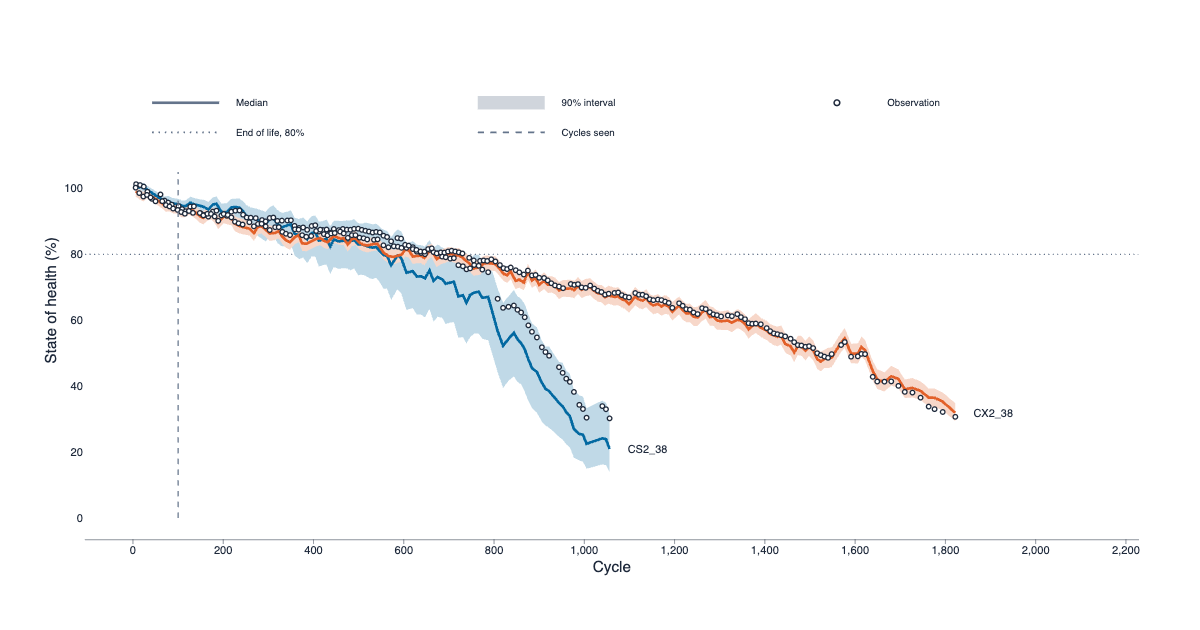 Median
90% interval
Observation
End of life, 80%
Cycles seen
State of health (%)
100
80
60
40
20
0
CX2_38
CS2_38
0 200 400 600 800 1,000 1,200 1,400 1,600 1,800 2,000 2,200
Cycle